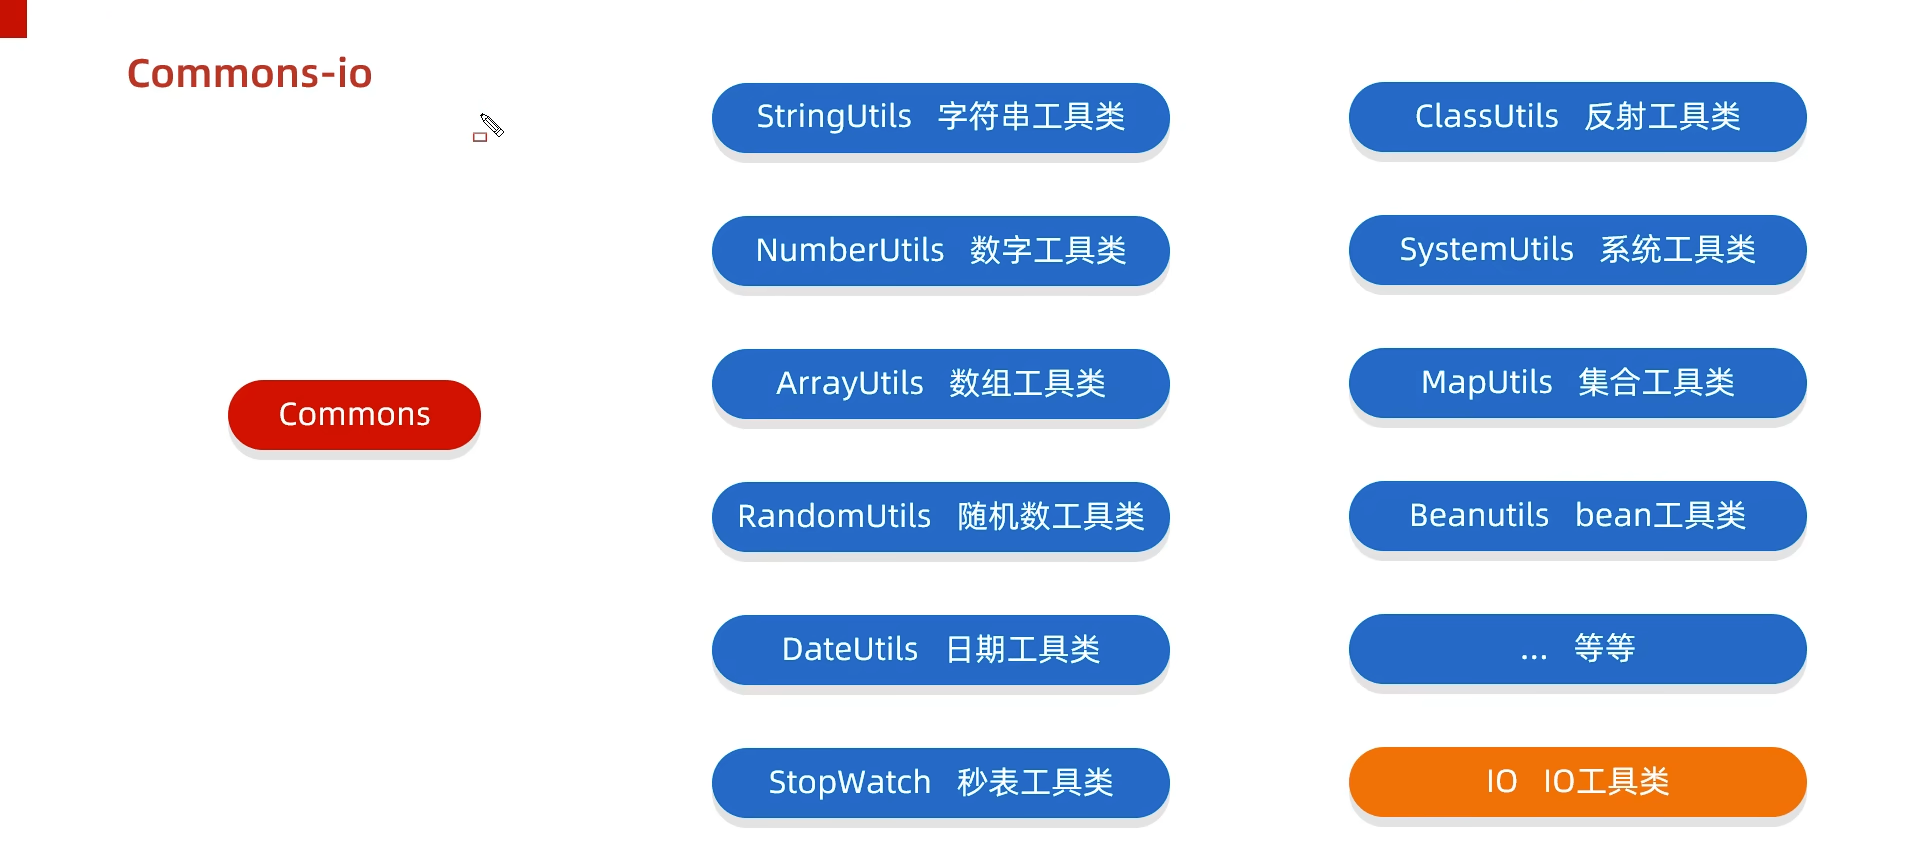 Commons-io
Commons
StringUtils 字符串工具类
NumberUtils 数字工具类
ArrayUtils 数组工具类
RandomUtils 随机数工具类
DateUtils 日期工具类
StopWatch 秒表工具类
ClassUtils 反射工具类
SystemUtils 系统工具类
MapUtils 集合工具类
Beanutils bean工具类
... 等等
IO IO工具类